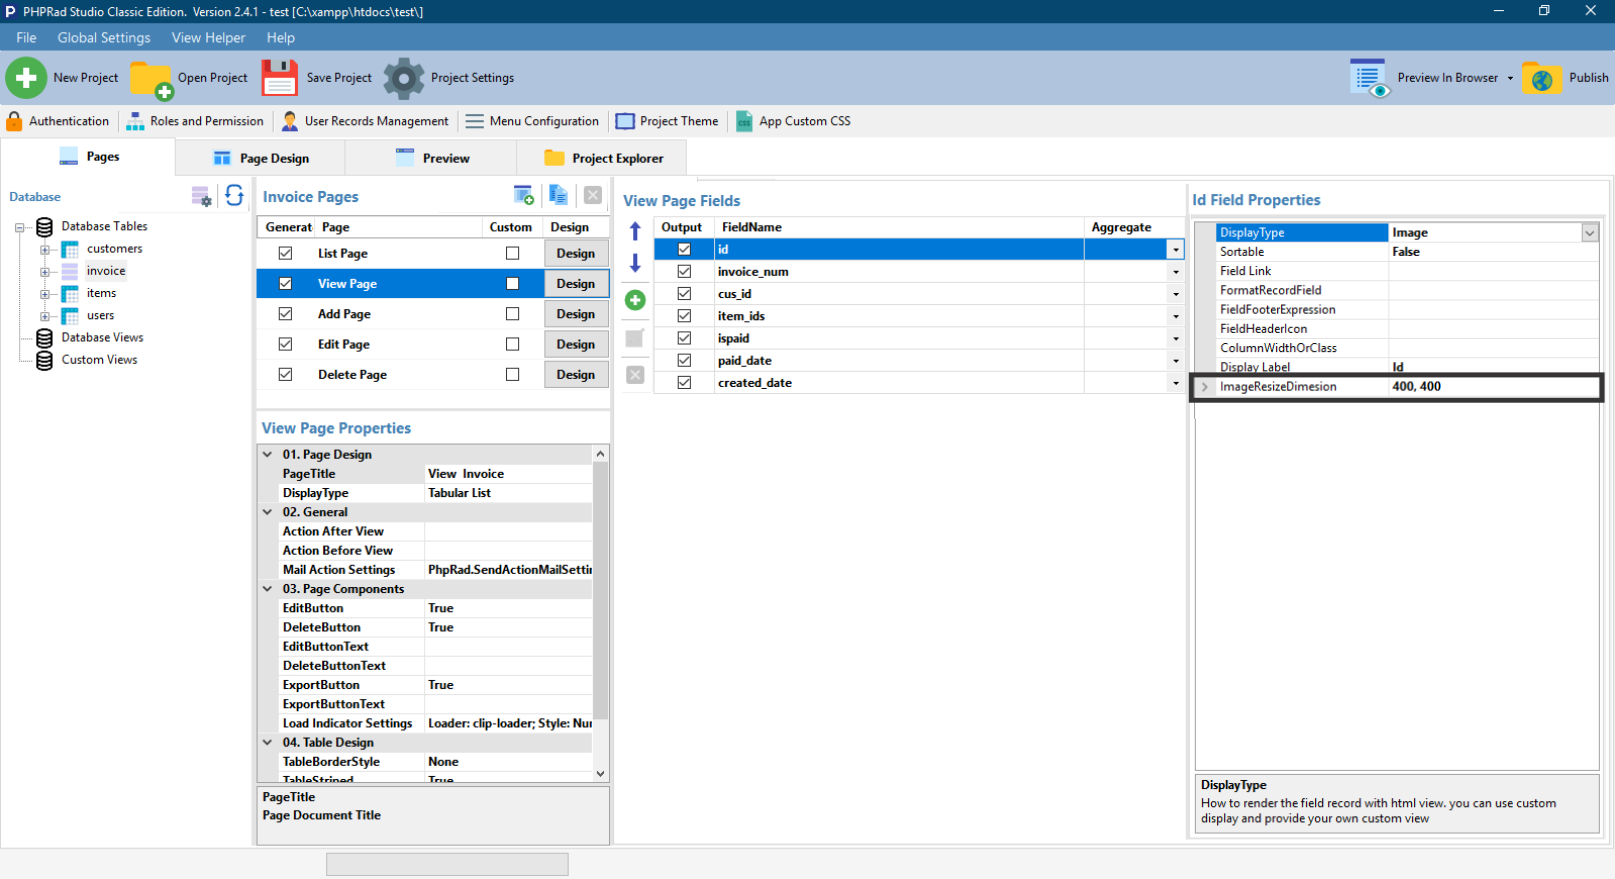 PHPRad Studio Classic Edition. Version 2.4.1 - test [C:\xampp\htdocs\test\]
File Global Settings View Helper Help
New Project Open Project Save Project Project Settings Preview In Browser Publish
Authentication Roles and Permission User Records Management Menu Configuration Project Theme App Custom CSS
Pages Page Design Preview Project Explorer
Database
Database Tables
customers
invoice
items
users
Database Views
Custom Views
Invoice Pages
Generat Page Custom Design
List Page Design
View Page Design
Add Page Design
Edit Page Design
Delete Page Design
View Page Properties
01. Page Design
PageTitle View Invoice
DisplayType Tabular List
02. General
Action After View
Action Before View
Mail Action Settings PhpRad.SendActionMailSettin
03. Page Components
EditButton True
DeleteButton True
EditButtonText
DeleteButtonText
ExportButton True
ExportButtonText
Load Indicator Settings Loader: clip-loader; Style: Nur
04. Table Design
TableBorderStyle None
TableStriped True
PageTitle
Page Document Title
View Page Fields
Output FieldName Aggregate
id
invoice_num
cus_id
item_ids
ispaid
paid_date
created_date
Id Field Properties
DisplayType Image
Sortable False
Field Link
FormatRecordField
FieldFooterExpression
FieldHeaderIcon
ColumnWidthOrClass
Display Label Id
ImageResizeDimesion 400, 400
DisplayType
How to render the field record with html view. you can use custom
display and provide your own custom view